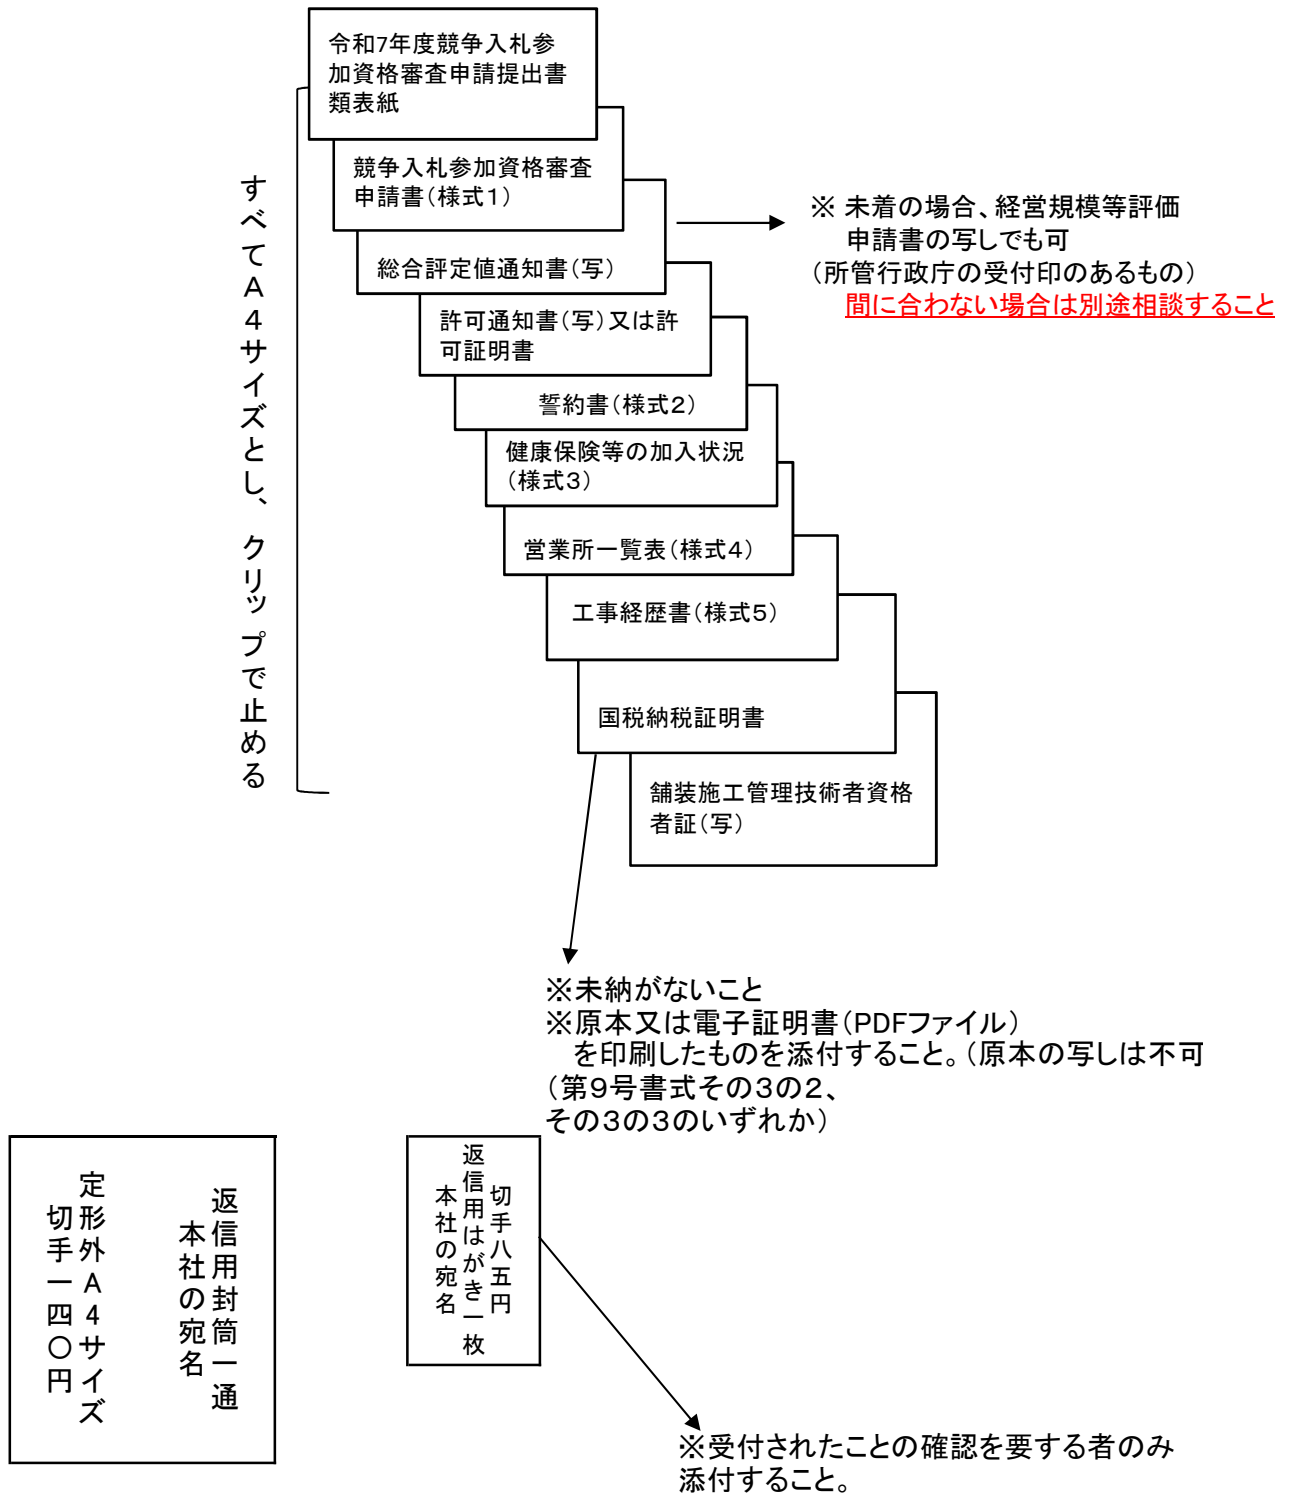 令和7年度競争入札参
加資格審査申請提出書
類表紙
競争入札参加資格審査
申請書(様式1)
総合評定値通知書(写)
許可通知書(写)又は許
可証明書
誓約書(様式2)
健康保険等の加入状況
(様式3)
営業所一覧表(様式4)
工事経歴書(様式5)
国税納税証明書
舗装施工管理技術者資格
者証(写)
すべてA4サイズとし、クリップで止める
※ 未着の場合、経営規模等評価
申請書の写しでも可
(所管行政庁の受付印のあるもの)
間に合わない場合は別途相談すること
※未納がないこと
※原本又は電子証明書(PDFファイル)
を印刷したものを添付すること。(原本の写しは不可
(第9号書式その3の2、
その3の3のいずれか)
返信用封筒一通
本社の宛名
定形外A4サイズ
切手一四〇円
切手八五円
返信用はがき一枚
本社の宛名
※受付されたことの確認を要する者のみ
添付すること。